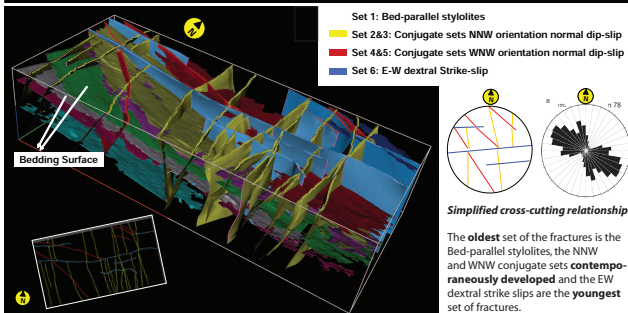 Set 1: Bed-parallel stylolites
Set 2&3: Conjugate sets NNW orientation normal dip-slip
Set 4&5: Conjugate sets WNW orientation normal dip-slip
Set 6: E-W dextral Strike-slip
N
Bedding Surface
N
N
N
a
10%
n 78
Simplified cross-cutting relationship
The oldest set of the fractures is the
Bed-parallel stylolites, the NNW
and WNW conjugate sets contempo-
raneously developed and the EW
dextral strike slips are the youngest
set of fractures.